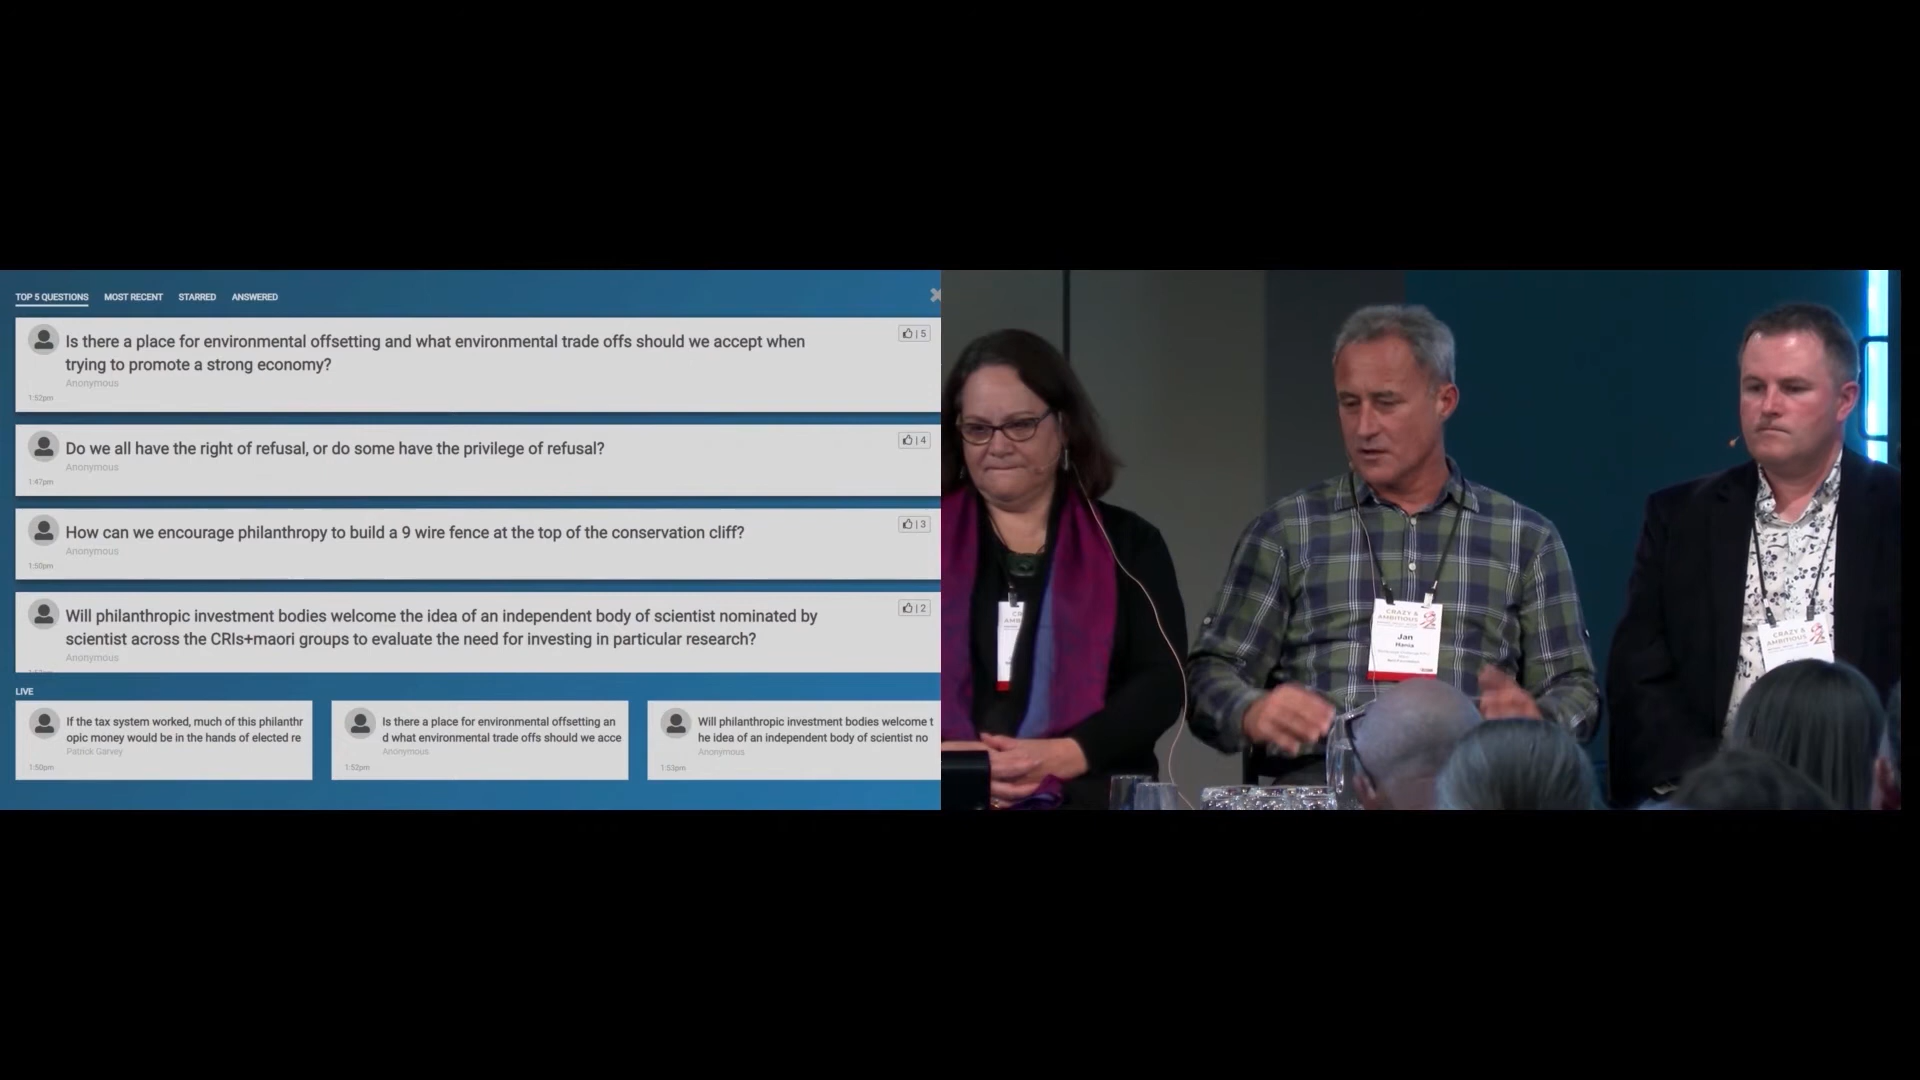 TOP 5 QUESTIONS MOST RECENT STARRED ANSWERED
Is there a place for environmental offsetting and what environmental trade offs should we accept when
trying to promote a strong economy?
Anonymous
1:52pm
5
Do we all have the right of refusal, or do some have the privilege of refusal?
Anonymous
1:47pm
4
How can we encourage philanthropy to build a 9 wire fence at the top of the conservation cliff?
Anonymous
1:50pm
3
Will philanthropic investment bodies welcome the idea of an independent body of scientist nominated by
scientist across the CRIs+maori groups to evaluate the need for investing in particular research?
Anonymous
2
LIVE
If the tax system worked, much of this philanthr
opic money would be in the hands of elected re
Patrick Garvey
1:50pm
Is there a place for environmental offsetting an
d what environmental trade offs should we acce
Anonymous
1:52pm
Will philanthropic investment bodies welcome t
he idea of an independent body of scientist no
Anonymous
1:53pm
CRAZY &
AMBITIOUS
Jan
Hania
CRAZY &
AMBITIOUS